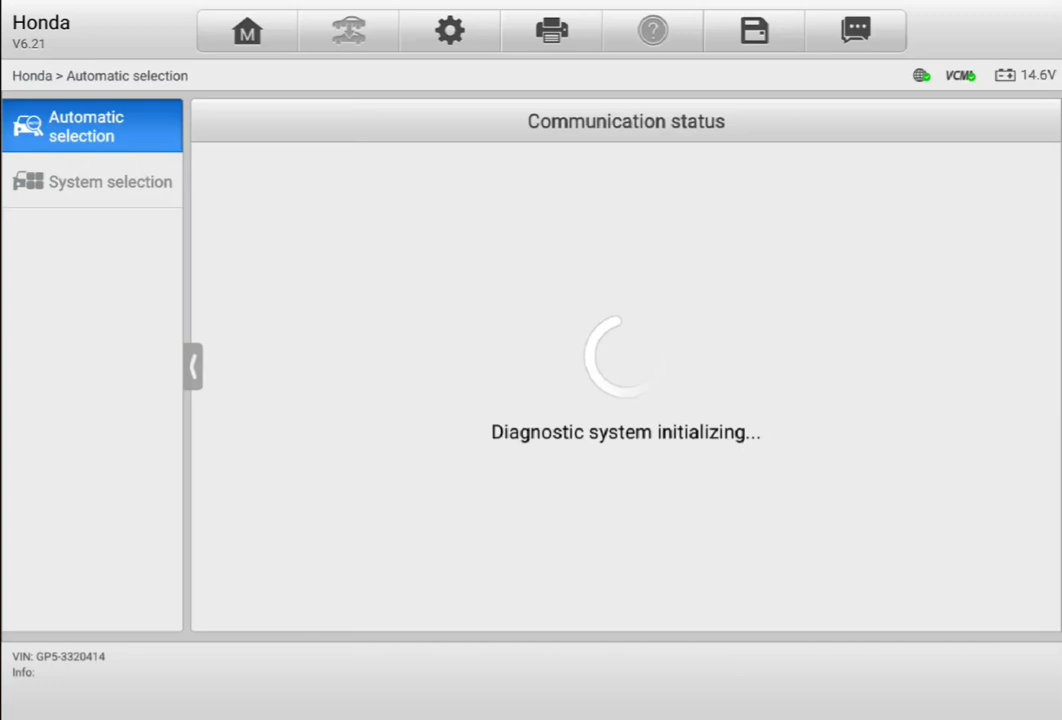 Honda
V6.21
M
Honda > Automatic selection
VCMI
14.6V
Automatic
selection
System selection
Communication status
Diagnostic system initializing...
VIN: GP5-3320414
Info: